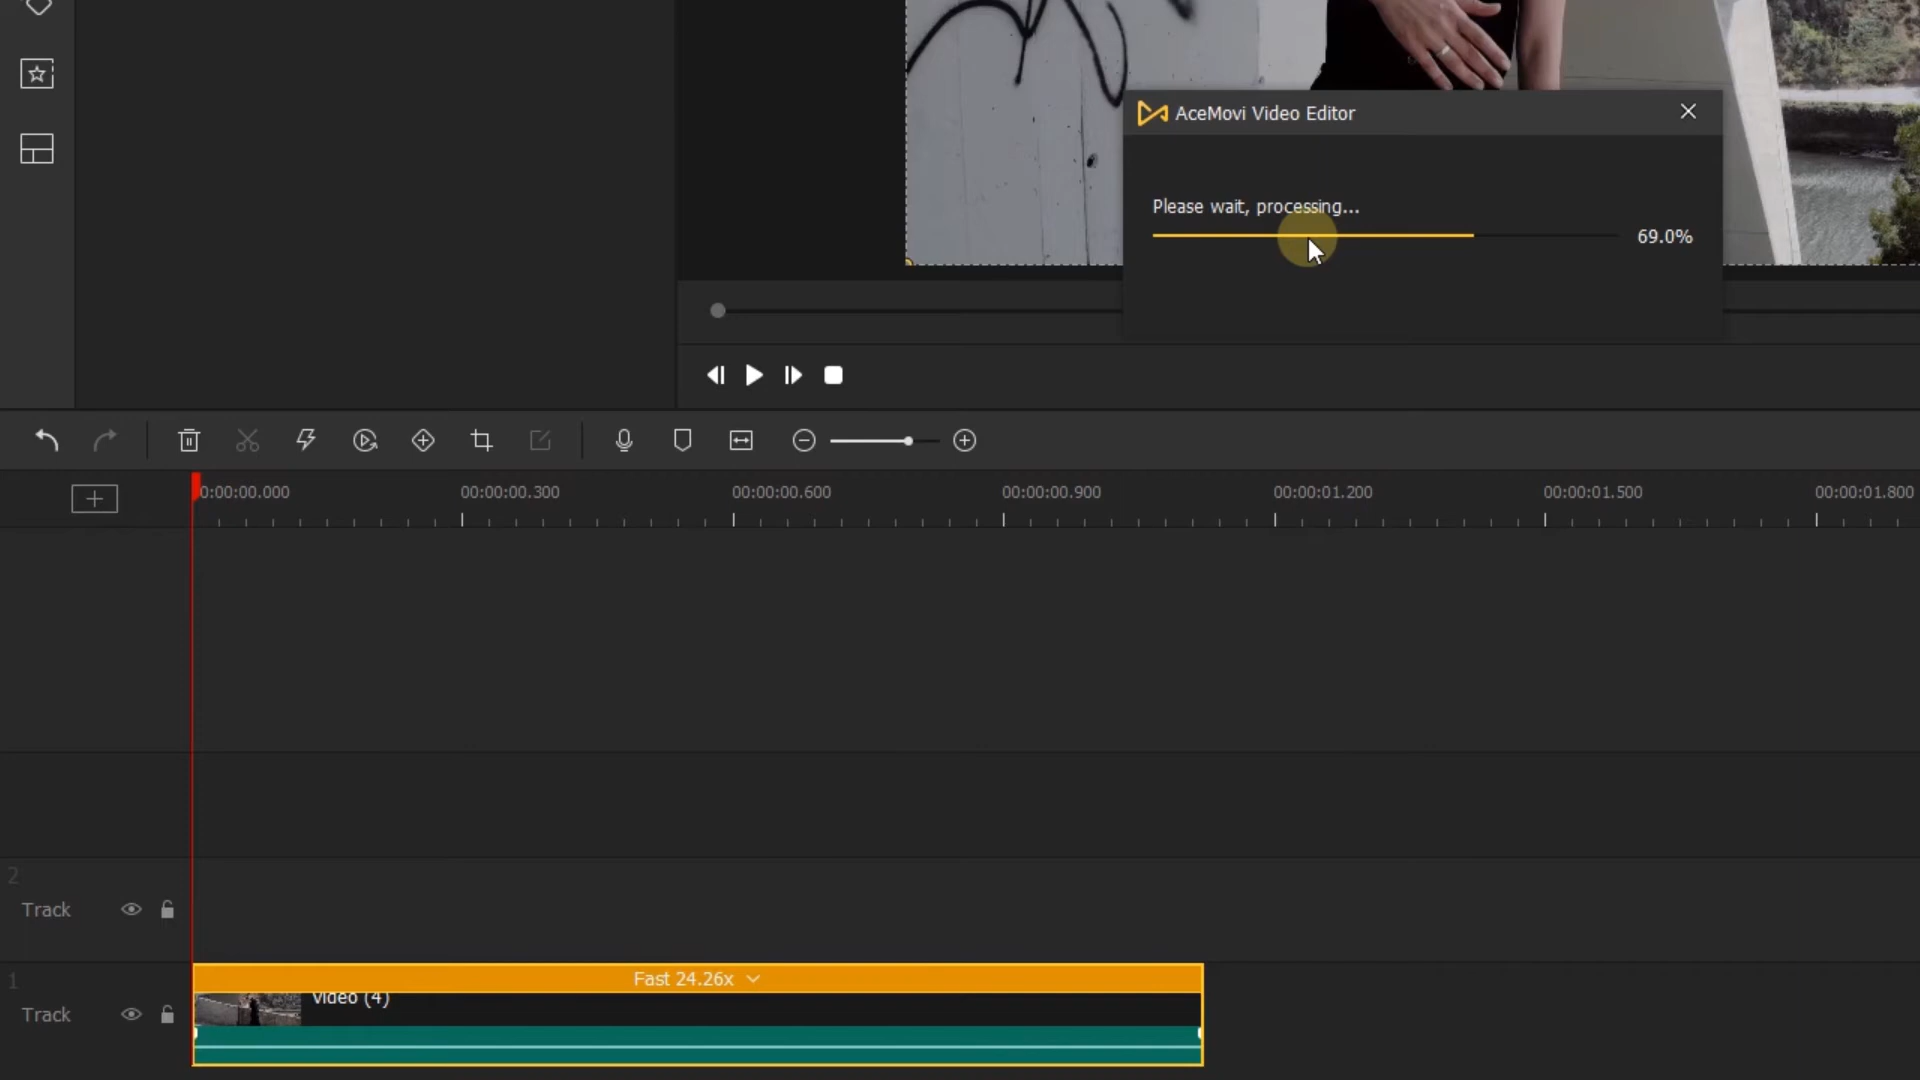 AceMovi Video Editor
Please wait, processing...
69.0%
0:00:00.000
00:00:00.300
00:00:00.600
00:00:00.900
00:00:01.200
00:00:01.500
00:00:01.800
2
Track
1
Fast 24.26x
video (4)
Track